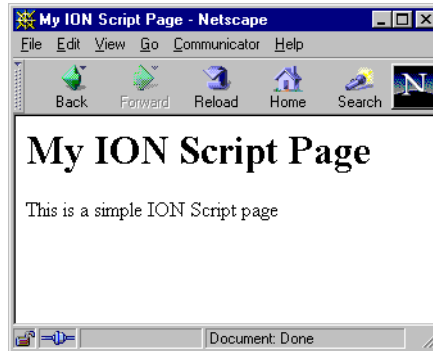 My ION Script Page - Netscape
File Edit View Go Communicator Help
Back Forward Reload Home Search N
My ION Script Page
This is a simple ION Script page
Document: Done